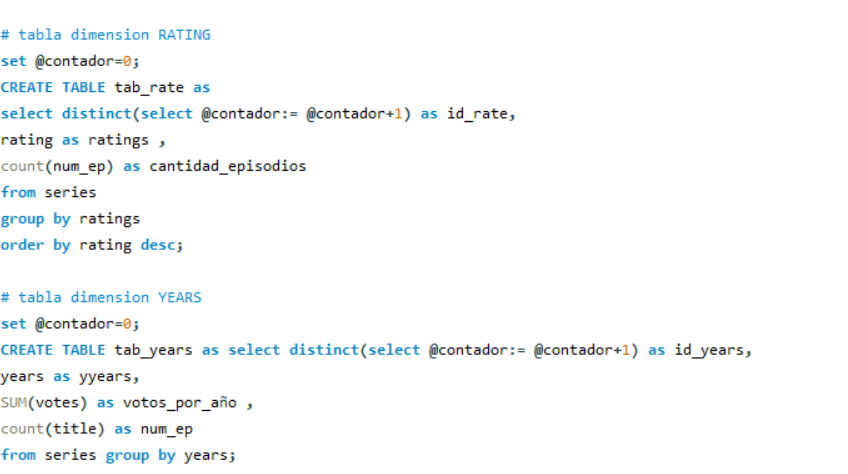 # tabla dimension RATING
set @contador=0;
CREATE TABLE tab_rate as
select distinct(select @contador:= @contador+1) as id_rate,
rating as ratings ,
count(num_ep) as cantidad_episodios
from series
group by ratings
order by rating desc;
# tabla dimension YEARS
set @contador=0;
CREATE TABLE tab_years as select distinct(select @contador:= @contador+1) as id_years,
years as yyears,
SUM(votes) as votos_por_año ,
count(title) as num_ep
from series group by years;